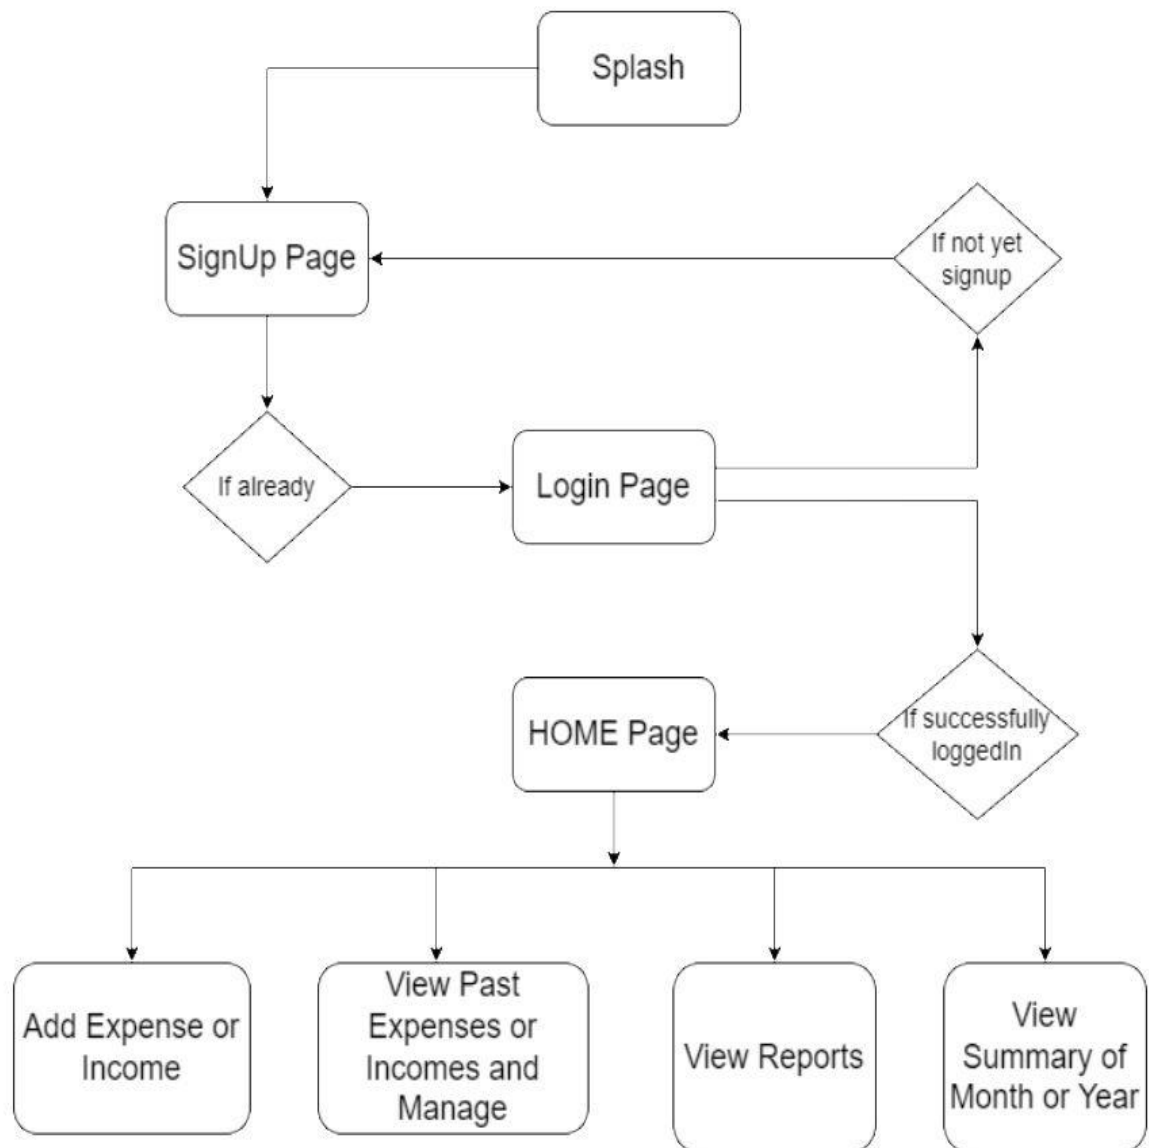 Splash
SignUp Page
If not yet
signup
If already
Login Page
HOME Page
If successfully
loggedIn
Add Expense or
Income
View Past
Expenses or
Incomes and
Manage
View Reports
View
Summary of
Month or Year